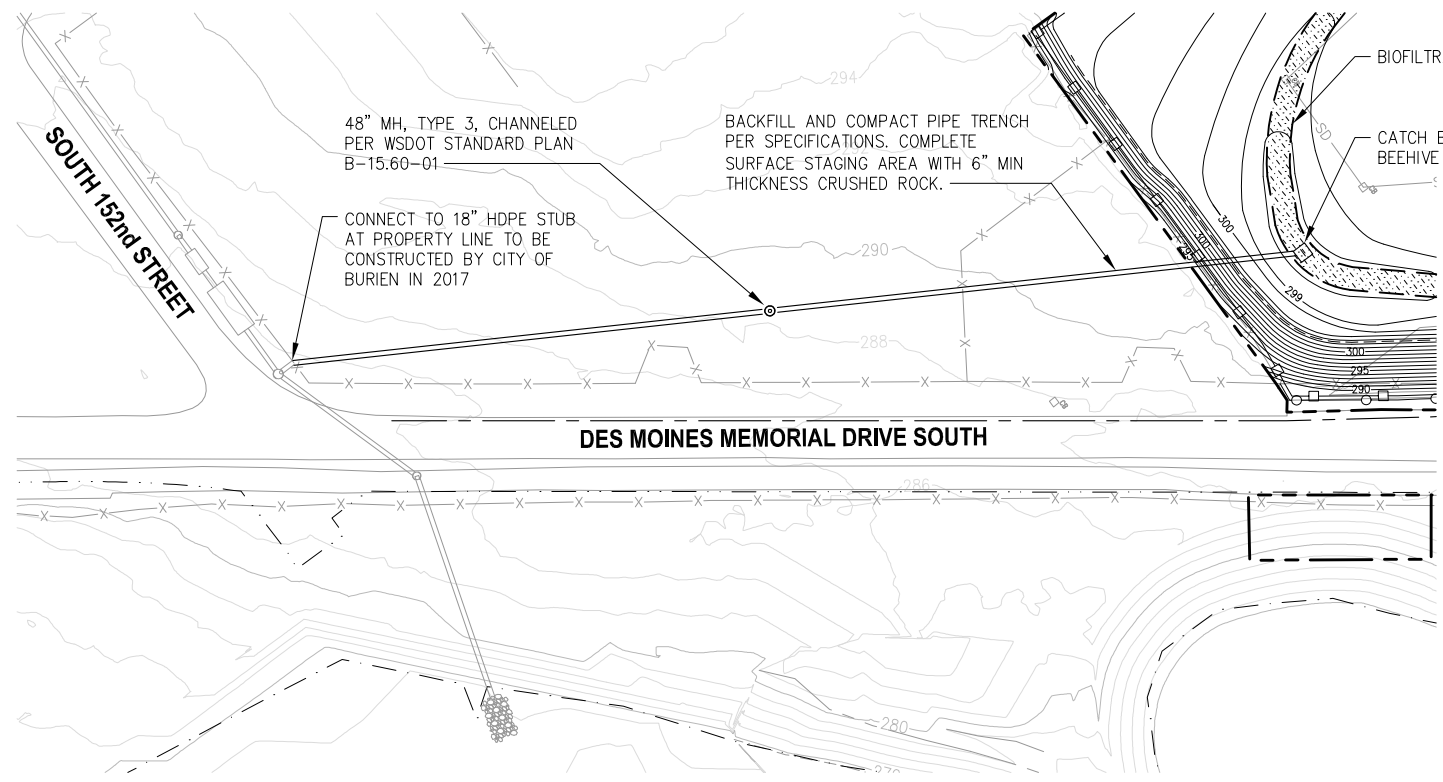 294
BIOFILTR
48" MH, TYPE 3, CHANNELED
PER WSDOT STANDARD PLAN
B-15.60-01
BACKFILL AND COMPACT PIPE TRENCH
PER SPECIFICATIONS. COMPLETE
SURFACE STAGING AREA WITH 6" MIN
THICKNESS CRUSHED ROCK.
SD
CATCH B
BEEHIVE
SOUTH 152nd STREET
CONNECT TO 18" HDPE STUB
AT PROPERTY LINE TO BE
CONSTRUCTED BY CITY OF
BURIEN IN 2017
290
300
300
295
299
288
300
295
290
DES MOINES MEMORIAL DRIVE SOUTH
286
280